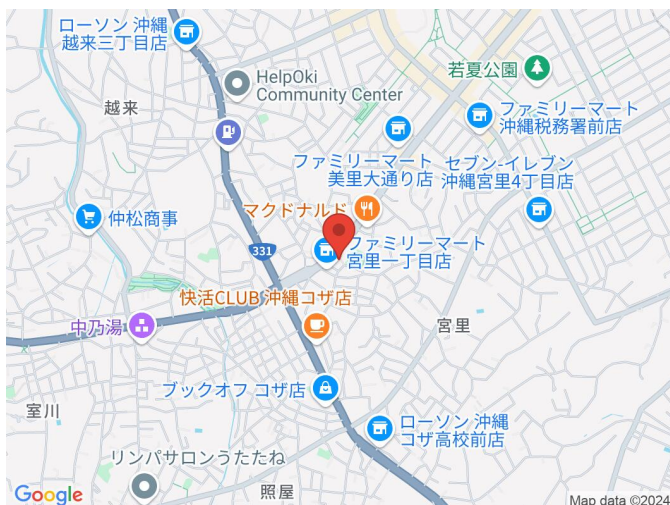 ローソン 沖縄
越来三丁目店
HelpOki
Community Center
若夏公園
越来
ファミリーマート
沖縄税務署前店
ファミリーマート
美里大通り店
セブン-イレブン
沖縄宮里4丁目店
マクドナルド
仲松商事
331
ファミリーマート
宮里一丁目店
快活CLUB 沖縄コザ店
中乃湯
宮里
ブックオフ コザ店
室川
ローソン 沖縄
コザ高校前店
リンパサロンうたたね
照屋
Google
Map data ©2024